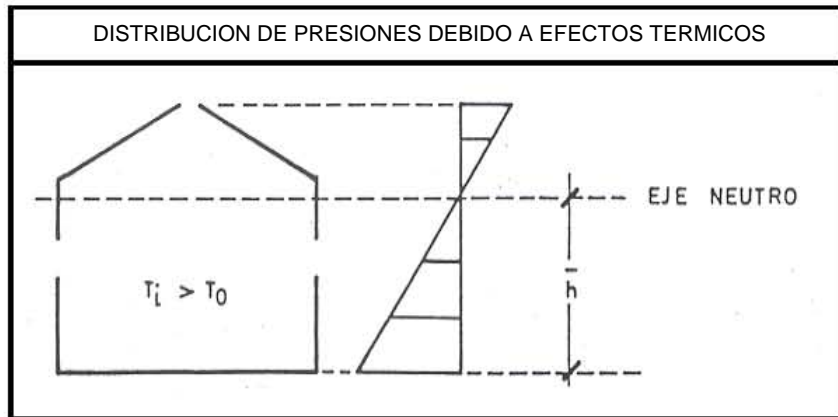 DISTRIBUCION DE PRESIONES DEBIDO A EFECTOS TERMICOS
EJE NEUTRO
Ti > To
h̄